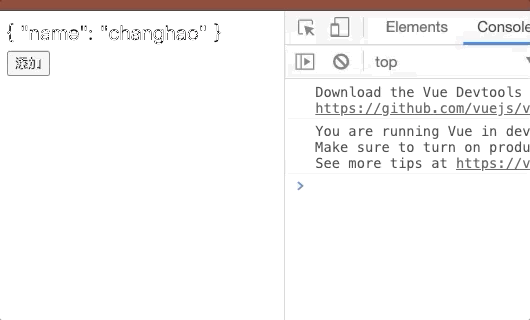 { "name": "changhao" }
添加
Elements Console
top
Download the Vue Devtools
https://github.com/vuejs/v
You are running Vue in dev
Make sure to turn on produ
See more tips at https://v